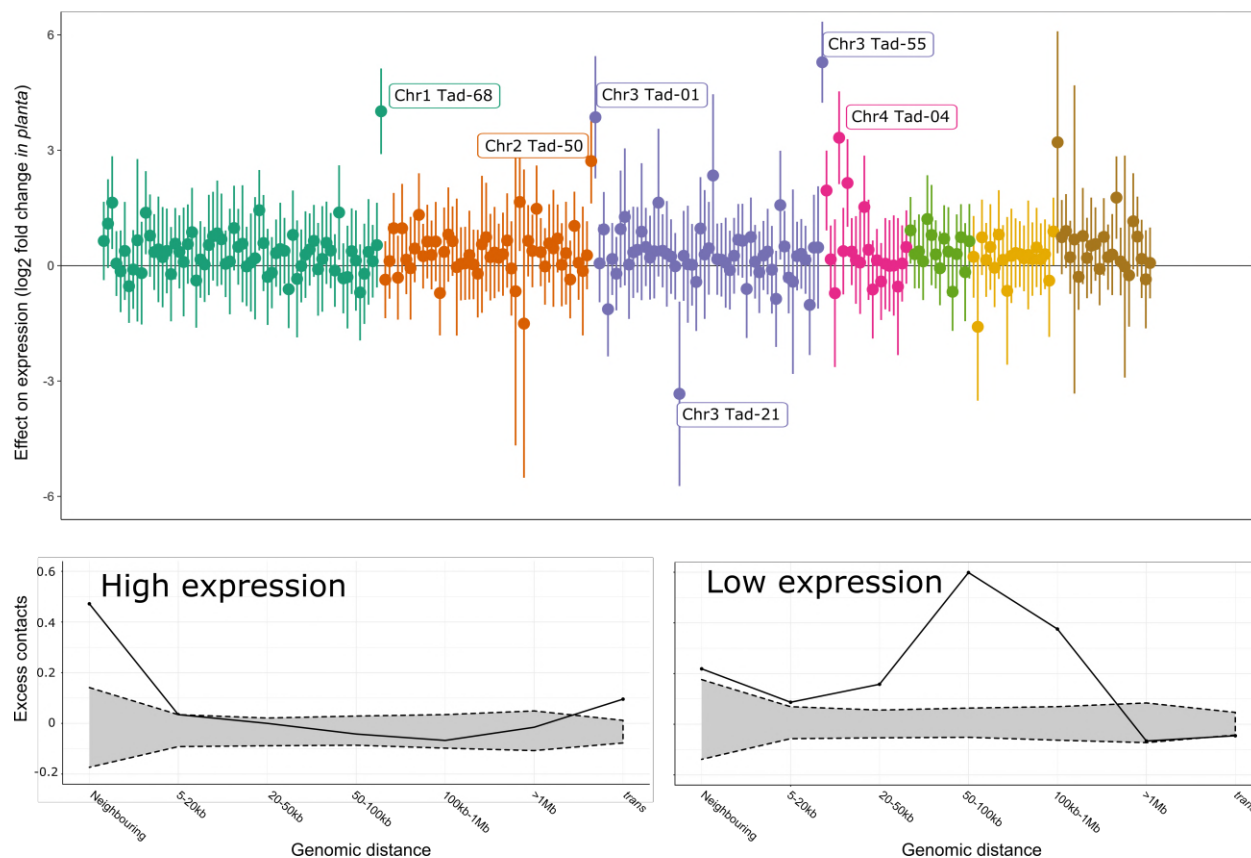 Effect on expression (log2 fold change in planta)
6
3
0
-3
-6
Chr1 Tad-68
Chr2 Tad-50
Chr3 Tad-01
Chr3 Tad-55
Chr4 Tad-04
Chr3 Tad-21
High expression
Excess contacts
0.6
0.4
0.2
0
-0.2
Neighbouring
5-20kb
20-50kb
50-100kb
100kb-1Mb
>1Mb
trans
Genomic distance
Low expression
Neighbouring
5-20kb
20-50kb
50-100kb
100kb-1Mb
>1Mb
trans
Genomic distance